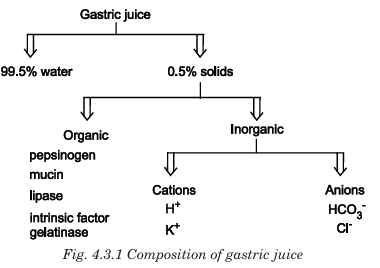 Gastric juice
99.5% water 0.5% solids
Organic Inorganic
pepsinogen
mucin
lipase Cations Anions
intrinsic factor H⁺ HCO₃⁻
gelatinase K⁺ Cl⁻
Fig. 4.3.1 Composition of gastric juice